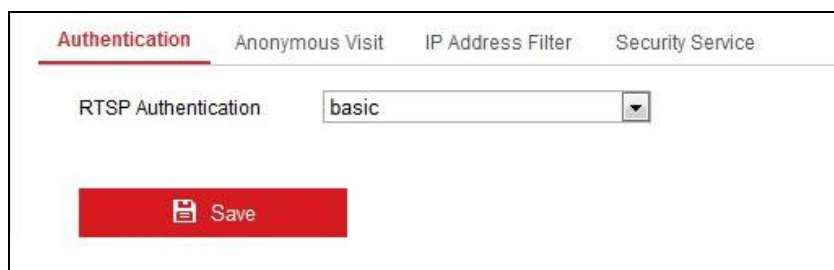 Authentication Anonymous Visit IP Address Filter Security Service
RTSP Authentication basic
Save